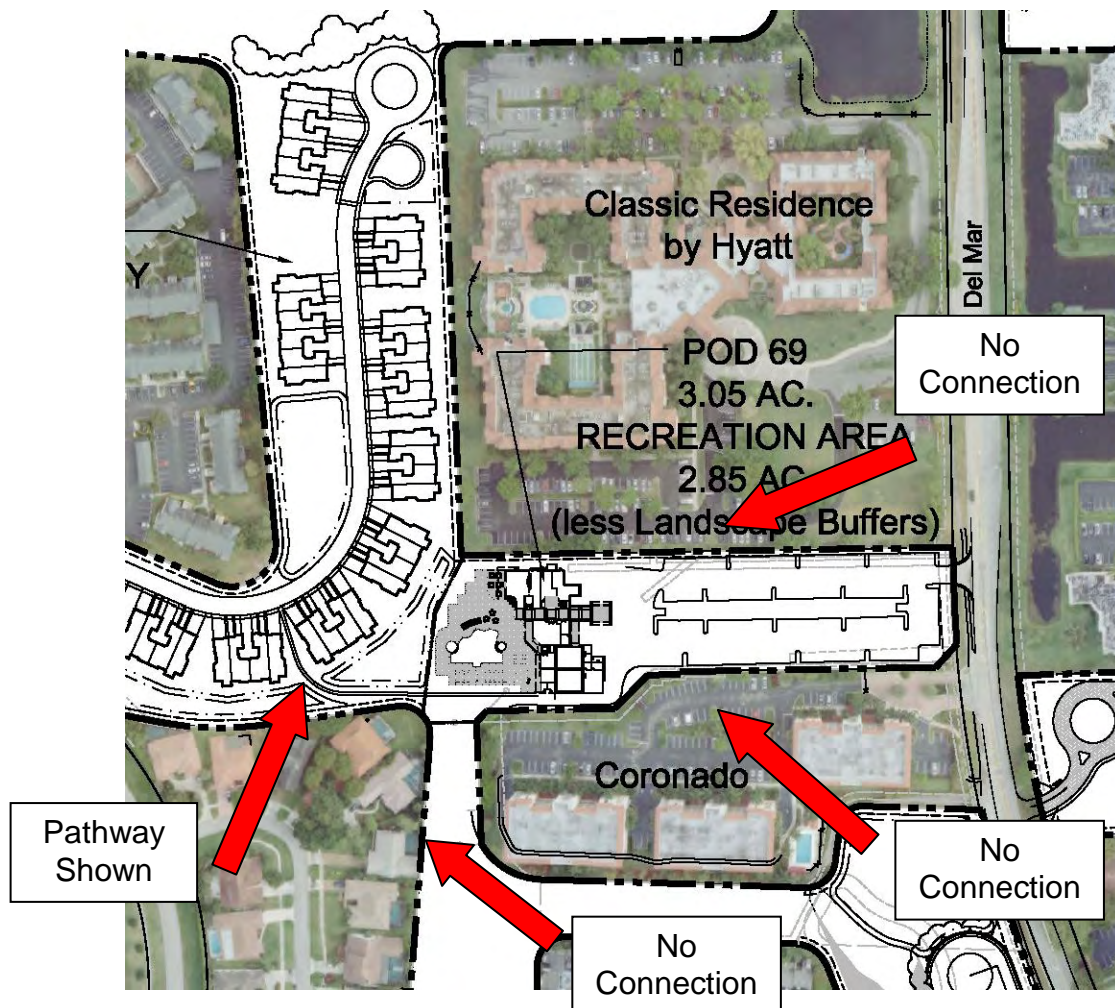 Classic Residence
by Hyatt
Del Mar
Y
No
Connection
POD 69
3.05 AC.
RECREATION AREA
2.85 AC
(less Landscape Buffers)
Coronado
Pathway
Shown
No
Connection
No
Connection